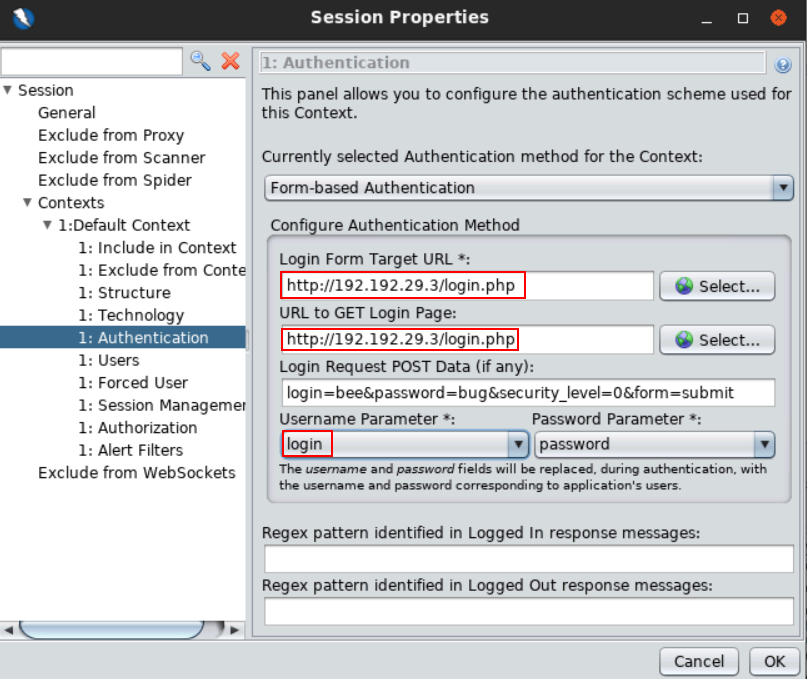 Session Properties
Session
General
Exclude from Proxy
Exclude from Scanner
Exclude from Spider
Contexts
1:Default Context
1: Include in Context
1: Exclude from Conte
1: Structure
1: Technology
1: Authentication
1: Users
1: Forced User
1: Session Managemer
1: Authorization
1: Alert Filters
Exclude from WebSockets
1: Authentication
This panel allows you to configure the authentication scheme used for
this Context.
Currently selected Authentication method for the Context:
Form-based Authentication
Configure Authentication Method
Login Form Target URL *:
http://192.192.29.3/login.php Select...
URL to GET Login Page:
http://192.192.29.3/login.php Select...
Login Request POST Data (if any):
login=bee&password=bug&security_level=0&form=submit
Username Parameter *: Password Parameter *:
login password
The username and password fields will be replaced, during authentication, with
the username and password corresponding to application's users.
Regex pattern identified in Logged In response messages:
Regex pattern identified in Logged Out response messages:
Cancel OK